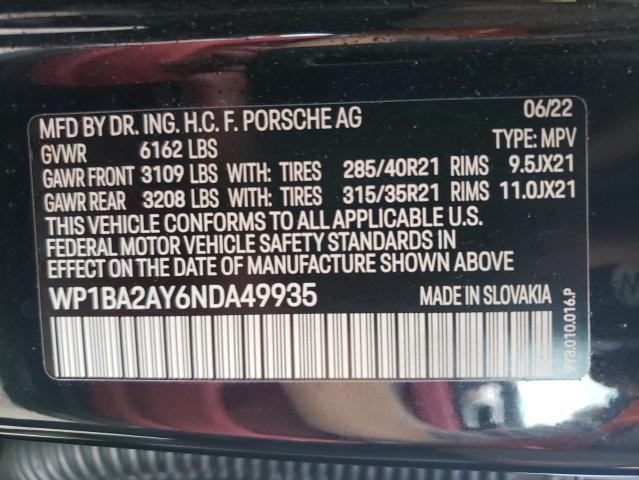 MFD BY DR. ING. H.C. F. PORSCHE AG 06/22
GVWR 6162 LBS TYPE: MPV
GAWR FRONT 3109 LBS WITH: TIRES 285/40R21 RIMS 9.5JX21
GAWR REAR 3208 LBS WITH: TIRES 315/35R21 RIMS 11.0JX21
THIS VEHICLE CONFORMS TO ALL APPLICABLE U.S.
FEDERAL MOTOR VEHICLE SAFETY STANDARDS IN
EFFECT ON THE DATE OF MANUFACTURE SHOWN ABOVE
WP1BA2AY6NDA49935 MADE IN SLOVAKIA
9Y8.010.016.P